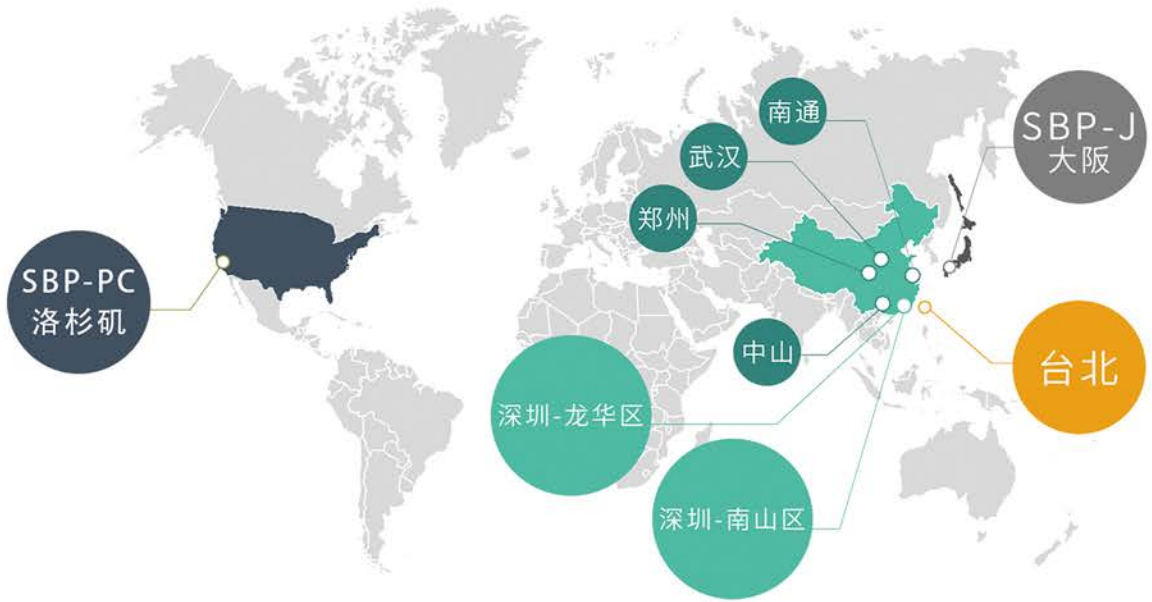 南通
SBP-J
大阪
武汉
郑州
SBP-PC
洛杉矶
中山
台北
深圳-龙华区
深圳-南山区